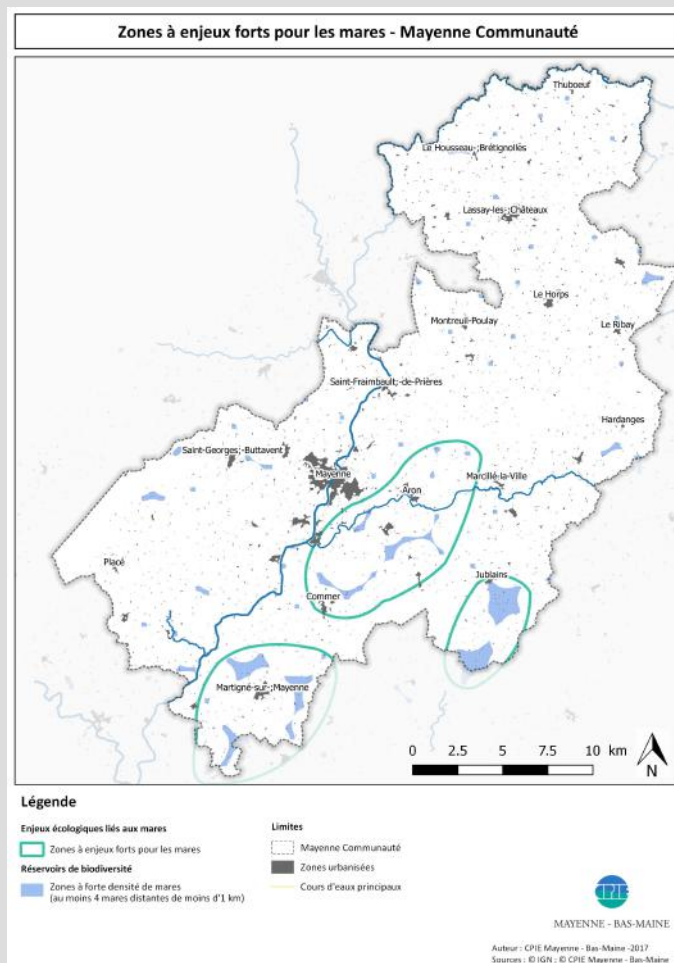 Zones à enjeux forts pour les mares - Mayenne Communauté
Thuboeuf
Le Housseau-;Brétignolles
Lassay-les-;Châteaux
Le Horps
Montreuil-Poulay
Le Ribay
Saint-Fraimbault;-de-Prières
Hardanges
Saint-Georges;-Buttavent
Mayenne
Marcillé-la-Ville
Aron
Placé
Jublains
Commer
Martigné-sur-;Mayenne
0 2.5 5 7.5 10 km
N
Légende
Enjeux écologiques liés aux mares
Zones à enjeux forts pour les mares
Réservoirs de biodiversité
Zones à forte densité de mares
(au moins 4 mares distantes de moins d'1 km)
Limites
Mayenne Communauté
Zones urbanisées
Cours d'eaux principaux
CPIE
MAYENNE - BAS-MAINE
Auteur : CPIE Mayenne - Bas-Maine -2017
Sources : © IGN ; © CPIE Mayenne - Bas-Maine